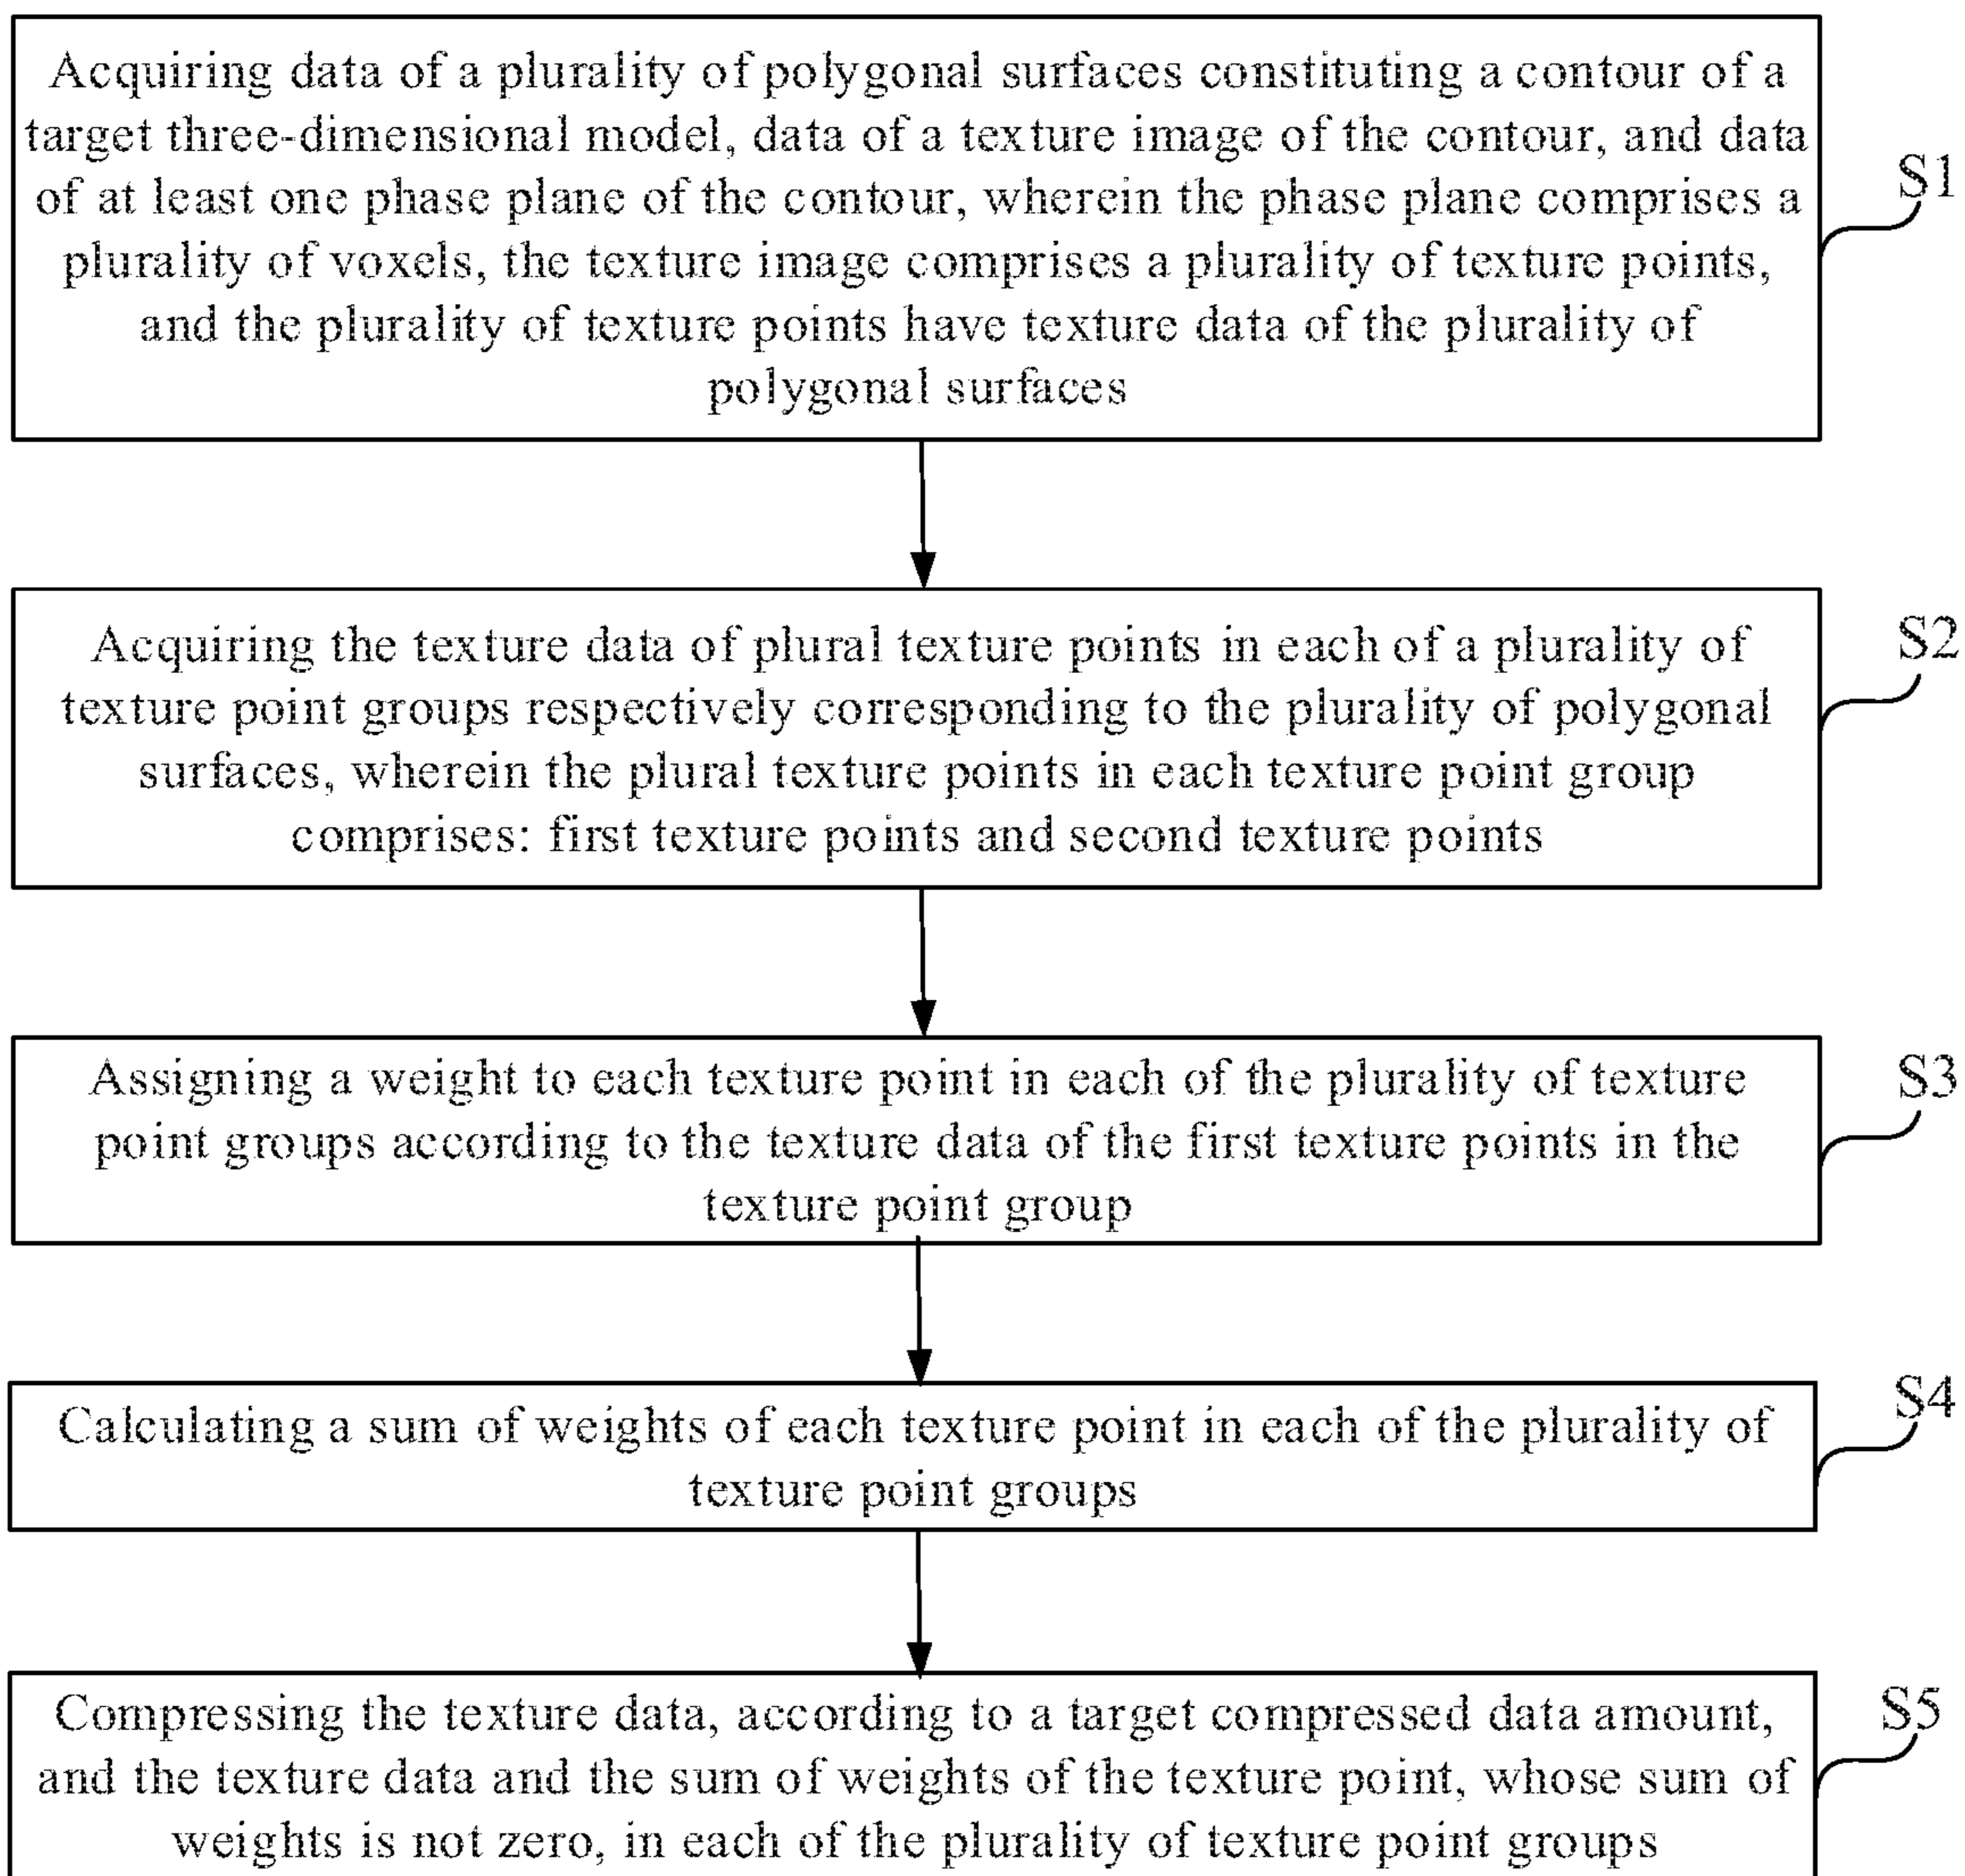 Acquiring data of a plurality of polygonal surfaces constituting a contour of a
target three-dimensional model, data of a texture image of the contour, and data
of at least one phase plane of the contour, wherein the phase plane comprises a
plurality of voxels, the texture image comprises a plurality of texture points,
and the plurality of texture points have texture data of the plurality of
polygonal surfaces
S1
Acquiring the texture data of plural texture points in each of a plurality of
texture point groups respectively corresponding to the plurality of polygonal
surfaces, wherein the plural texture points in each texture point group
comprises: first texture points and second texture points
S2
Assigning a weight to each texture point in each of the plurality of texture
point groups according to the texture data of the first texture points in the
texture point group
S3
Calculating a sum of weights of each texture point in each of the plurality of
texture point groups
S4
Compressing the texture data, according to a target compressed data amount,
and the texture data and the sum of weights of the texture point, whose sum of
weights is not zero, in each of the plurality of texture point groups
S5